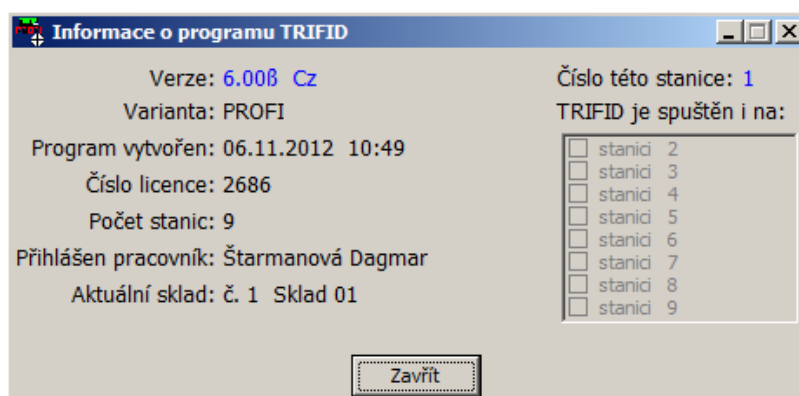 Informace o programu TRIFID
Verze: 6.00ß Cz
Varianta: PROFI
Program vytvořen: 06.11.2012 10:49
Číslo licence: 2686
Počet stanic: 9
Přihlášen pracovník: Štarmanová Dagmar
Aktuální sklad: č. 1 Sklad 01
Číslo této stanice: 1
TRIFID je spuštěn i na:
stanici 2
stanici 3
stanici 4
stanici 5
stanici 6
stanici 7
stanici 8
stanici 9
Zavřít